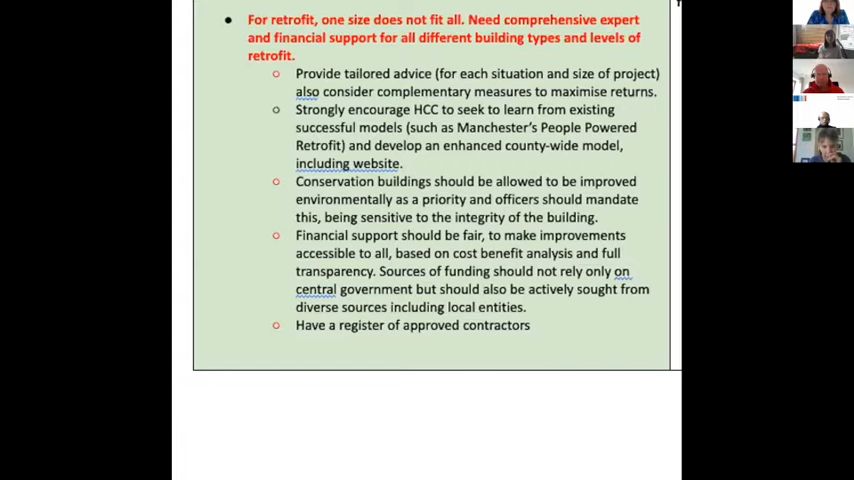 For retrofit, one size does not fit all. Need comprehensive expert
and financial support for all different building types and levels of
retrofit.
Provide tailored advice (for each situation and size of project)
also consider complementary measures to maximise returns.
Strongly encourage HCC to seek to learn from existing
successful models (such as Manchester's People Powered
Retrofit) and develop an enhanced county-wide model,
including website.
Conservation buildings should be allowed to be improved
environmentally as a priority and officers should mandate
this, being sensitive to the integrity of the building.
Financial support should be fair, to make improvements
accessible to all, based on cost benefit analysis and full
transparency. Sources of funding should not rely only on
central government but should also be actively sought from
diverse sources including local entities.
Have a register of approved contractors